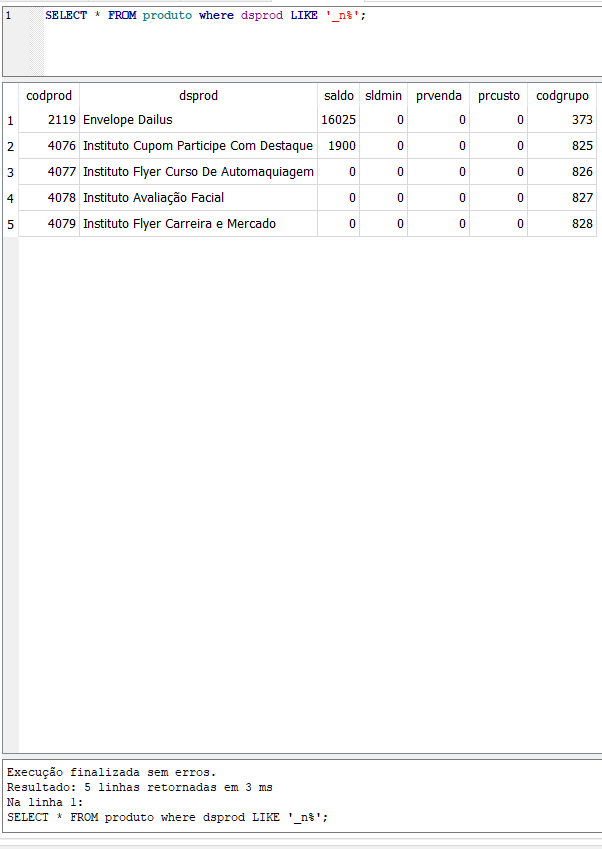 1 SELECT * FROM produto where dsprod LIKE '_n%';
codprod dsprod saldo sldmin prvenda prcusto codgrupo
1 2119 Envelope Dailus 16025 0 0 0 373
2 4076 Instituto Cupom Participe Com Destaque 1900 0 0 0 825
3 4077 Instituto Flyer Curso De Automaquiagem 0 0 0 0 826
4 4078 Instituto Avaliação Facial 0 0 0 0 827
5 4079 Instituto Flyer Carreira e Mercado 0 0 0 0 828
Execução finalizada sem erros.
Resultado: 5 linhas retornadas em 3 ms
Na linha 1:
SELECT * FROM produto where dsprod LIKE '_n%';